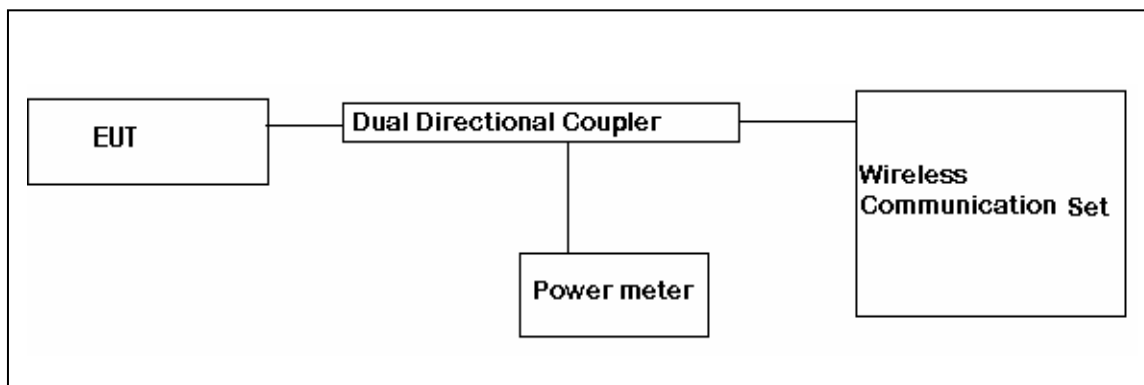 EUT
Dual Directional Coupler
Wireless
Communication Set
Power meter